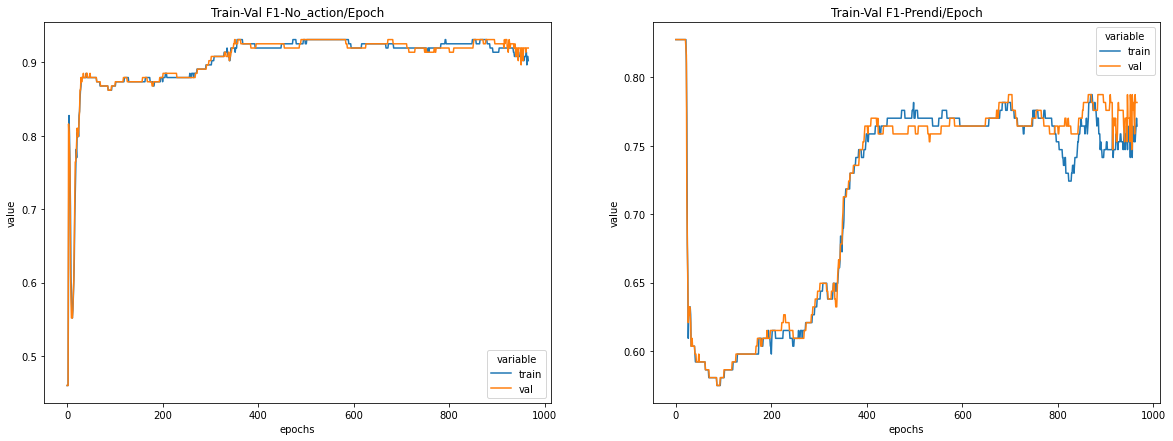 Train-Val F1-No_action/Epoch
value
0.9
0.8
0.7
0.6
0.5
0
200
400
600
800
1000
epochs
variable
train
val
Train-Val F1-Prendi/Epoch
value
0.80
0.75
0.70
0.65
0.60
0
200
400
600
800
1000
epochs
variable
train
val